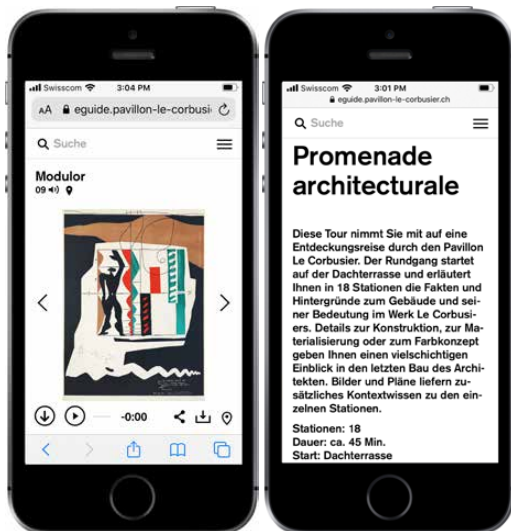 Swisscom 3:04 PM
AA eguide.pavillon-le-corbusi
Suche
Modulor
09
-0:00
Swisscom 3:01 PM
eguide.pavillon-le-corbusier.ch
Suche
Promenade
architecturale
Diese Tour nimmt Sie mit auf eine
Entdeckungsreise durch den Pavillon
Le Corbusier. Der Rundgang startet
auf der Dachterrasse und erläutert
Ihnen in 18 Stationen die Fakten und
Hintergründe zum Gebäude und sei-
ner Bedeutung im Werk Le Corbusi-
ers. Details zur Konstruktion, zur Ma-
terialisierung oder zum Farbkonzept
geben Ihnen einen vielschichtigen
Einblick in den letzten Bau des Archi-
tekten. Bilder und Pläne liefern zu-
sätzliches Kontextwissen zu den ein-
zelnen Stationen.
Stationen: 18
Dauer: ca. 45 Min.
Start: Dachterrasse